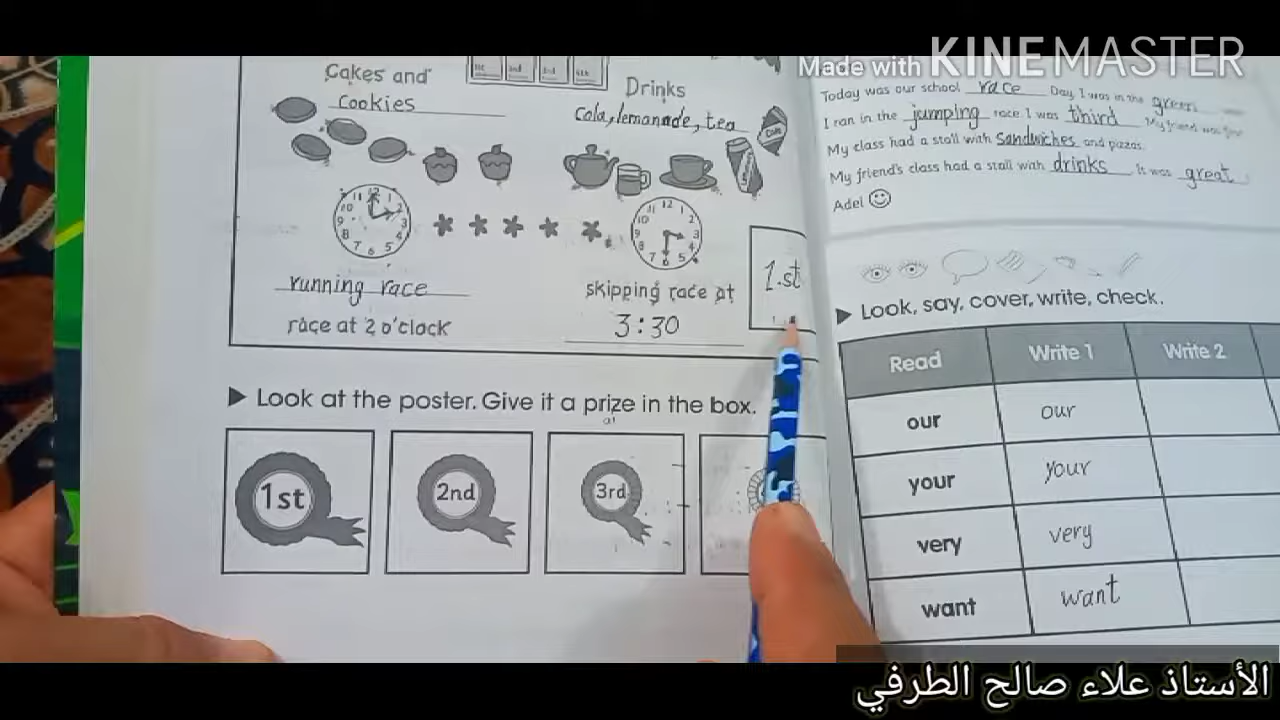 Made with KINEMASTER
Cakes and
Cookies
Drinks
Cola, lemonade, tea
running race
race at 2 o'clock
skipping race at
3:30
1.st
Look at the poster. Give it a prize in the box.
1st
2nd
3rd
Today was our school race Day. I was in the green
I ran in the jumping race. I was third My friend was
My class had a stall with Sandwiches and pizzas.
My friend's class had a stall with drinks. It was great
Adel
Look, say, cover, write, check.
Read Write 1 Write 2
our our
your your
very very
want want
الأستاذ علاء صالح الطرفي